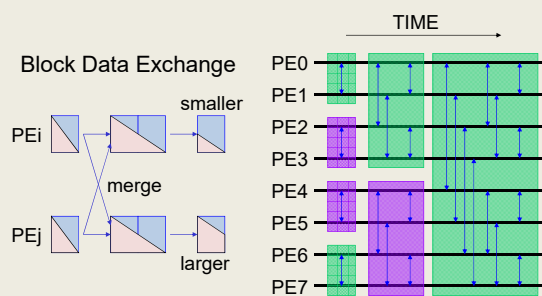 TIME
Block Data Exchange
smaller
PEi
merge
PEj
larger
PE0
PE1
PE2
PE3
PE4
PE5
PE6
PE7